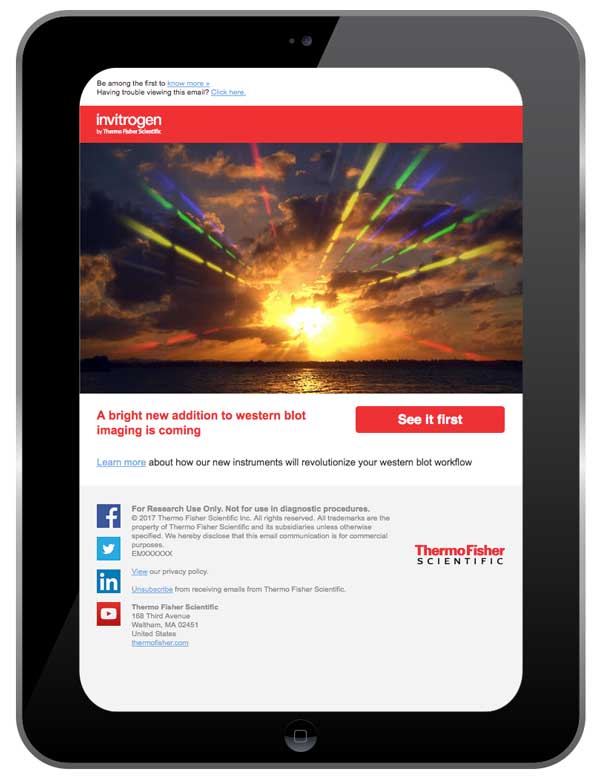 Be among the first to know more »
Having trouble viewing this email? Click here.
invitrogen
by Thermo Fisher Scientific
A bright new addition to western blot
imaging is coming
See it first
Learn more about how our new instruments will revolutionize your western blot workflow
For Research Use Only. Not for use in diagnostic procedures.
© 2017 Thermo Fisher Scientific Inc. All rights reserved. All trademarks are the
property of Thermo Fisher Scientific and its subsidiaries unless otherwise
specified. We hereby disclose that this email communication is for commercial
purposes.
EMXXXXXX
View our privacy policy.
Unsubscribe from receiving emails from Thermo Fisher Scientific.
Thermo Fisher Scientific
168 Third Avenue
Waltham, MA 02451
United States
thermofisher.com
f
in
ThermoFisher
SCIENTIFIC